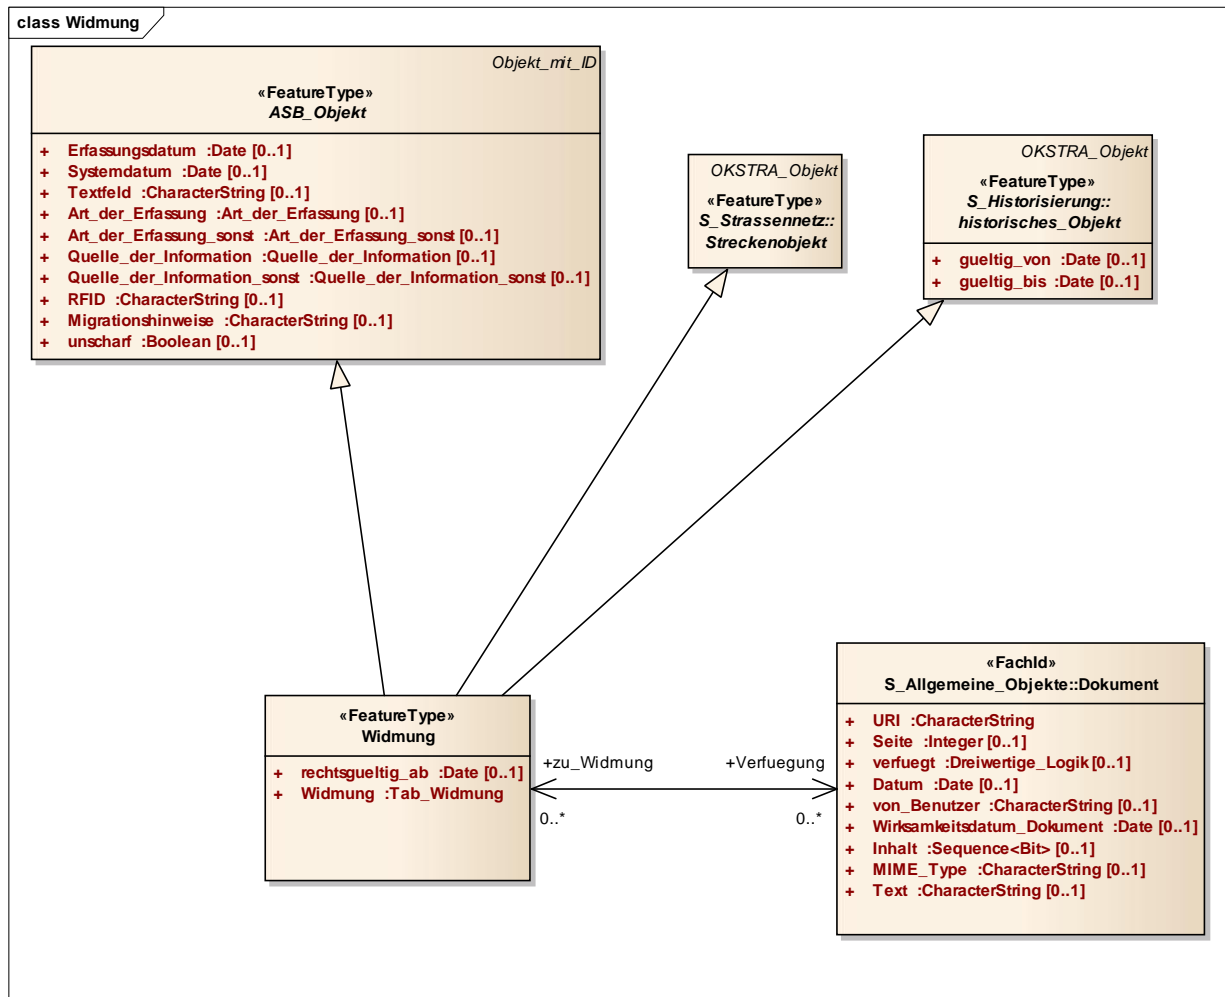 class Widmung
Objekt_mit_ID
«FeatureType»
ASB_Objekt
+ Erfassungsdatum :Date [0..1]
+ Systemdatum :Date [0..1]
+ Textfeld :CharacterString [0..1]
+ Art_der_Erfassung :Art_der_Erfassung [0..1]
+ Art_der_Erfassung_sonst :Art_der_Erfassung_sonst [0..1]
+ Quelle_der_Information :Quelle_der_Information [0..1]
+ Quelle_der_Information_sonst :Quelle_der_Information_sonst [0..1]
+ RFID :CharacterString [0..1]
+ Migrationshinweise :CharacterString [0..1]
+ unscharf :Boolean [0..1]
OKSTRA_Objekt
«FeatureType»
S_Strassennetz::
Streckenobjekt
OKSTRA_Objekt
«FeatureType»
S_Historisierung::
historisches_Objekt
+ gueltig_von :Date [0..1]
+ gueltig_bis :Date [0..1]
«FeatureType»
Widmung
+ rechtsgueltig_ab :Date [0..1]
+ Widmung :Tab_Widmung
+zu_Widmung
0..*
+Verfuegung
0..*
«FachId»
S_Allgemeine_Objekte::Dokument
+ URI :CharacterString
+ Seite :Integer [0..1]
+ verfuegt :Dreiwertige_Logik [0..1]
+ Datum :Date [0..1]
+ von_Benutzer :CharacterString [0..1]
+ Wirksamkeitsdatum_Dokument :Date [0..1]
+ Inhalt :Sequence<Bit> [0..1]
+ MIME_Type :CharacterString [0..1]
+ Text :CharacterString [0..1]